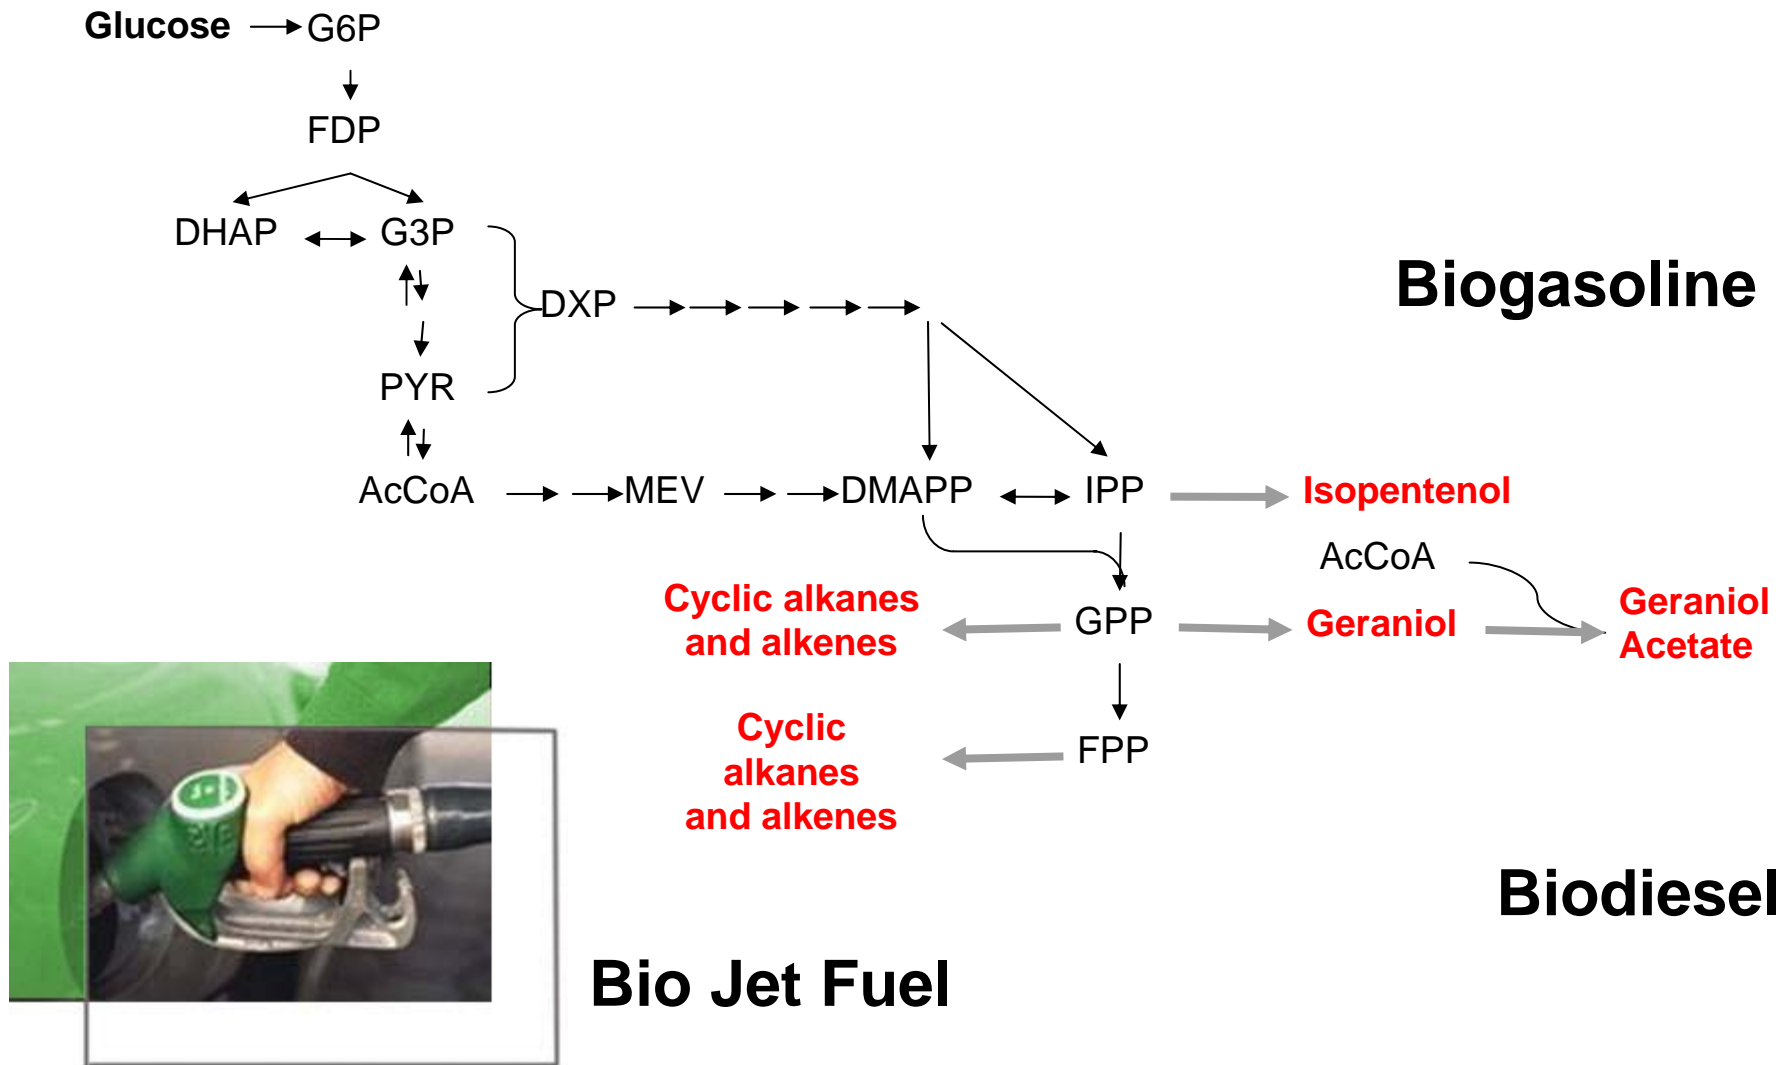 Glucose
G6P
FDP
DHAP
G3P
Biogasoline
DXP
PYR
AcCoA
MEV
DMAPP
IPP
Isopentenol
AcCoA
Cyclic alkanes
and alkenes
GPP
Geraniol
Geraniol
Acetate
Cyclic
alkanes
and alkenes
FPP
Biodiesel
Bio Jet Fuel